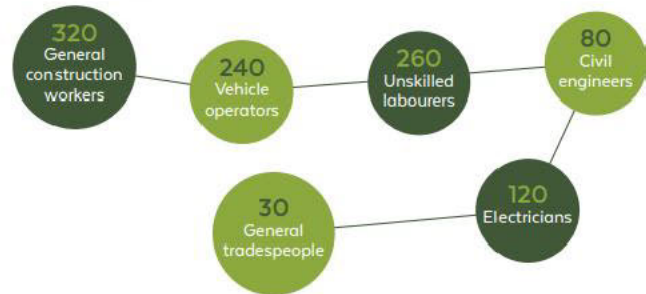 320
General
construction
workers
240
Vehicle
operators
260
Unskilled
labourers
80
Civil
engineers
120
Electricians
30
General
tradespeople